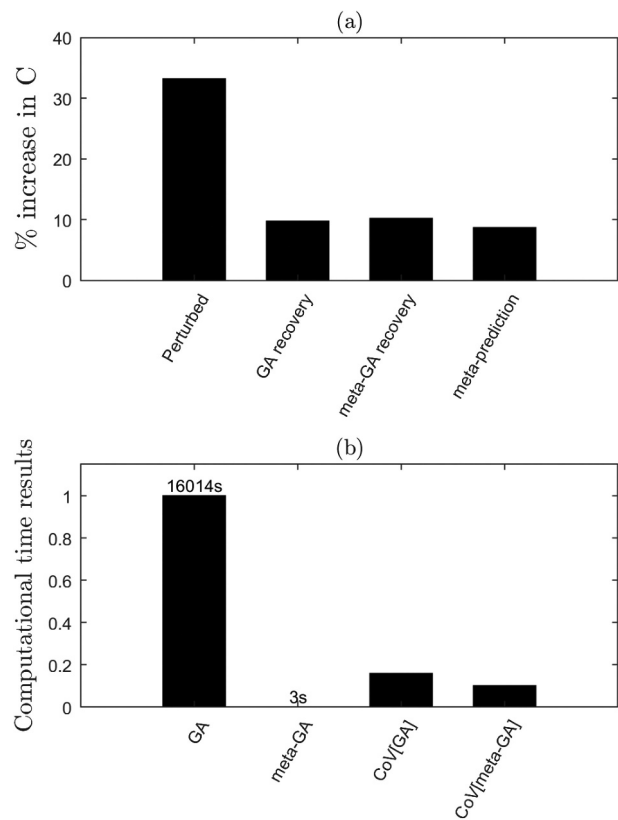 (a)
% increase in C
40
30
20
10
0
Perturbed
GA recovery
meta-GA recovery
meta-prediction
(b)
Computational time results
1
0.8
0.6
0.4
0.2
0
16014s
3s
GA
meta-GA
CoV[GA]
CoV[meta-GA]